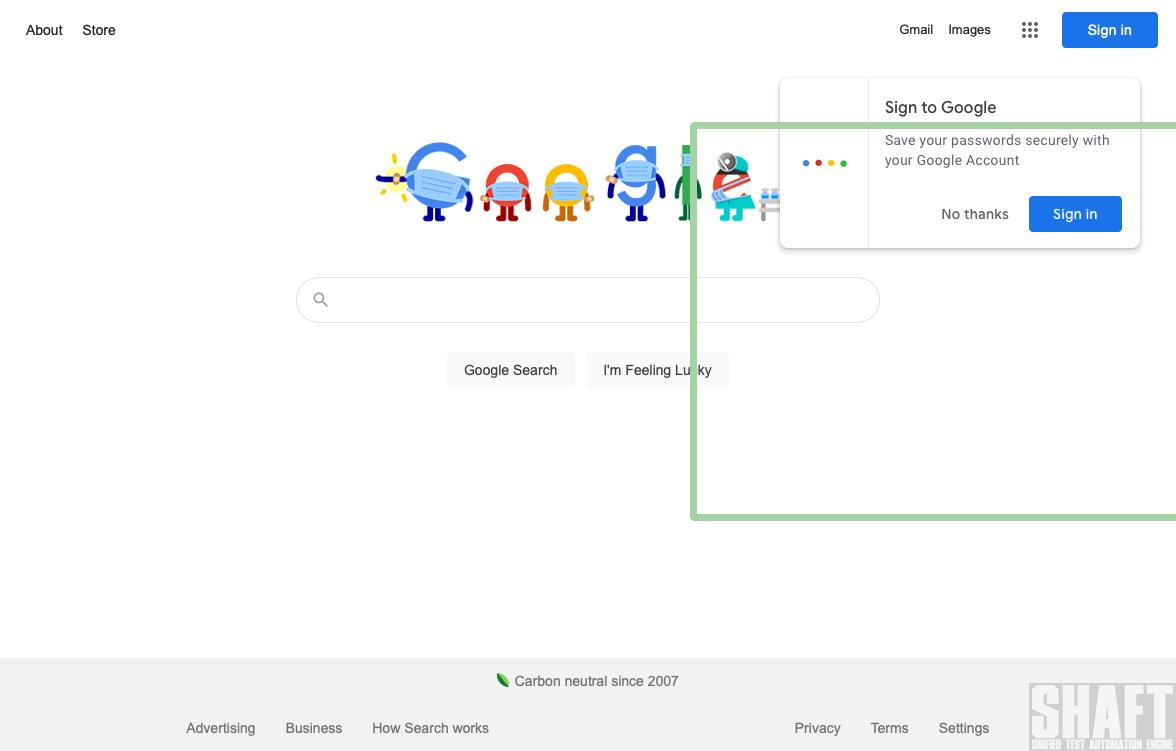 About Store
Gmail Images Sign in
Sign to Google
Save your passwords securely with
your Google Account
No thanks Sign in
Google
Google Search I'm Feeling Lucky
Carbon neutral since 2007
Advertising Business How Search works
Privacy Terms Settings
SHAFT
UNIFIED TEST AUTOMATION ENGINE